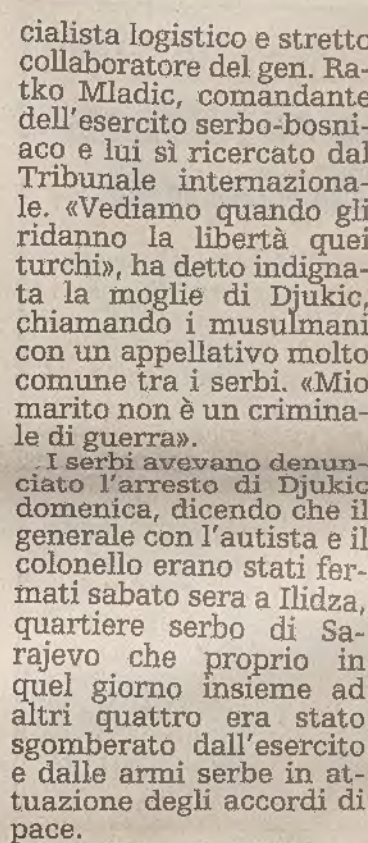 cialista logistico e stretto
collaboratore del gen. Ra-
tko Mladic, comandante
dell'esercito serbo-bosni-
aco e lui sì ricercato dal
Tribunale internaziona-
le. «Vediamo quando gli
ridanno la libertà quei
turchi», ha detto indigna-
ta la moglie di Djukic,
chiamando i musulmani
con un appellativo molto
comune tra i serbi. «Mio
marito non è un crimina-
le di guerra».
I serbi avevano denun-
ciato l'arresto di Djukic
domenica, dicendo che il
generale con l'autista e il
colonello erano stati fer-
mati sabato sera a Ilidza,
quartiere serbo di Sa-
rajevo che proprio in
quel giorno insieme ad
altri quattro era stato
sgomberato dall'esercito
e dalle armi serbe in at-
tuazione degli accordi di
pace.